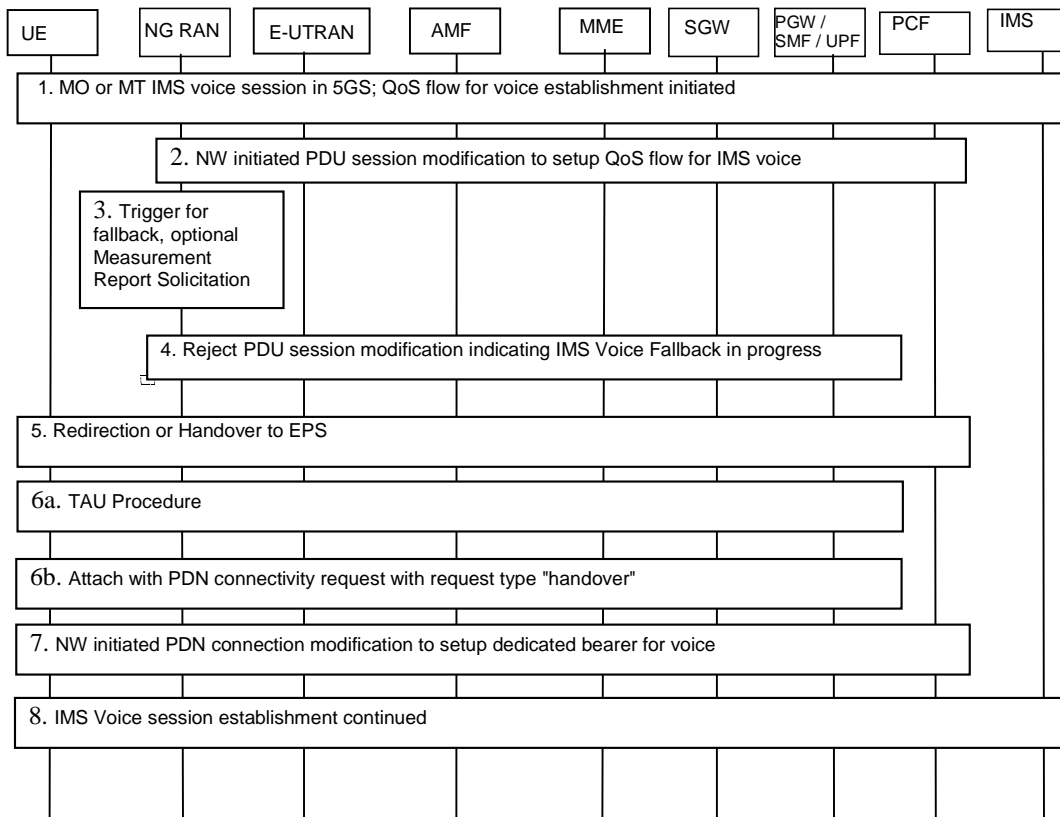 UE
NG RAN
E-UTRAN
AMF
MME
SGW
PGW /
SMF / UPF
PCF
IMS
1. MO or MT IMS voice session in 5GS; QoS flow for voice establishment initiated
2. NW initiated PDU session modification to setup QoS flow for IMS voice
3. Trigger for
fallback, optional
Measurement
Report Solicitation
4. Reject PDU session modification indicating IMS Voice Fallback in progress
5. Redirection or Handover to EPS
6a. TAU Procedure
6b. Attach with PDN connectivity request with request type "handover"
7. NW initiated PDN connection modification to setup dedicated bearer for voice
8. IMS Voice session establishment continued